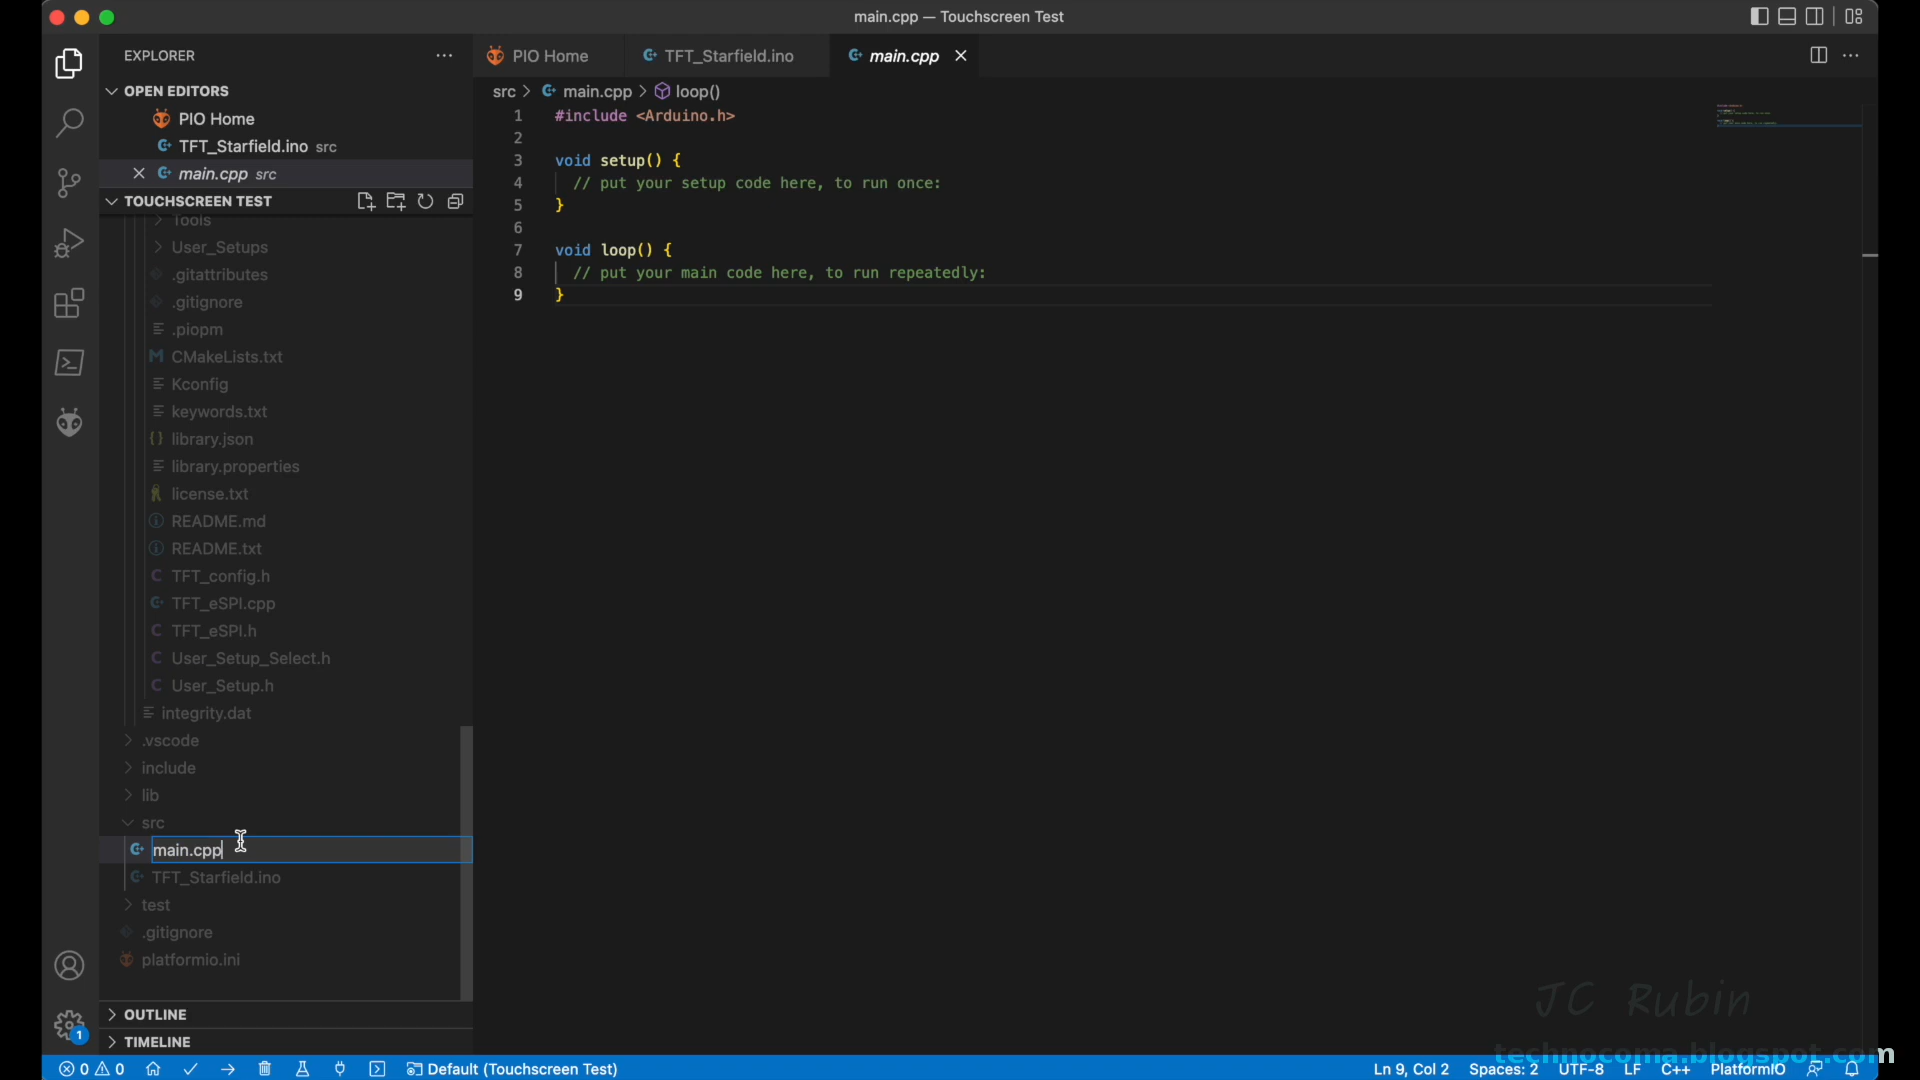 main.cpp — Touchscreen Test
EXPLORER
OPEN EDITORS
PIO Home
TFT_Starfield.ino src
main.cpp src
TOUCHSCREEN TEST
Tools
User_Setups
.gitattributes
.gitignore
.piopm
CMakeLists.txt
Kconfig
keywords.txt
library.json
library.properties
license.txt
README.md
README.txt
TFT_config.h
TFT_eSPI.cpp
TFT_eSPI.h
User_Setup_Select.h
User_Setup.h
integrity.dat
.vscode
include
lib
src
main.cpp
TFT_Starfield.ino
test
.gitignore
platformio.ini
OUTLINE
TIMELINE
PIO Home TFT_Starfield.ino main.cpp
src > main.cpp > loop()
1 #include <Arduino.h>
2
3 void setup() {
4 // put your setup code here, to run once:
5 }
6
7 void loop() {
8 // put your main code here, to run repeatedly:
9 }
JC Rubin
technocoma.blogspot.com
1
0 0 Default (Touchscreen Test) Ln 9, Col 2 Spaces: 2 UTF-8 LF C++ PlatformIO